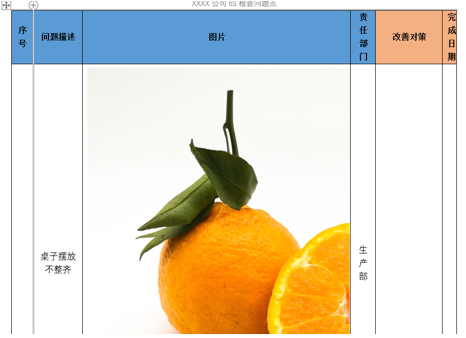 XXXX 公司 6S 稽查问题点
序号 问题描述 图片 责任部门 改善对策 完成日期
桌子摆放
不整齐
生产部